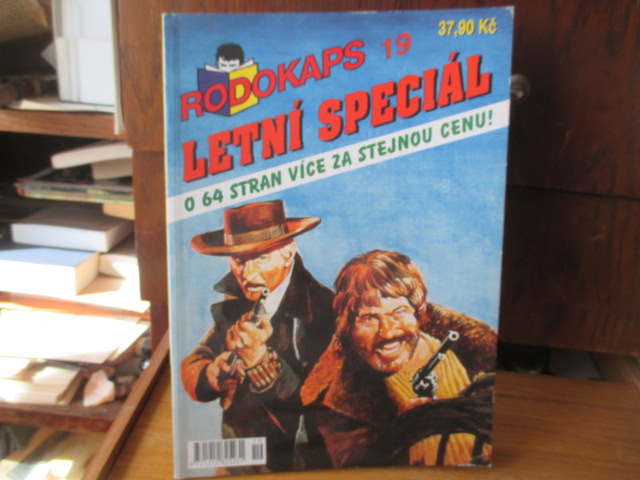 37,90 Kč
RODOKAPS 19
LETNÍ SPECIÁL
O 64 STRAN VÍCE ZA STEJNOU CENU!